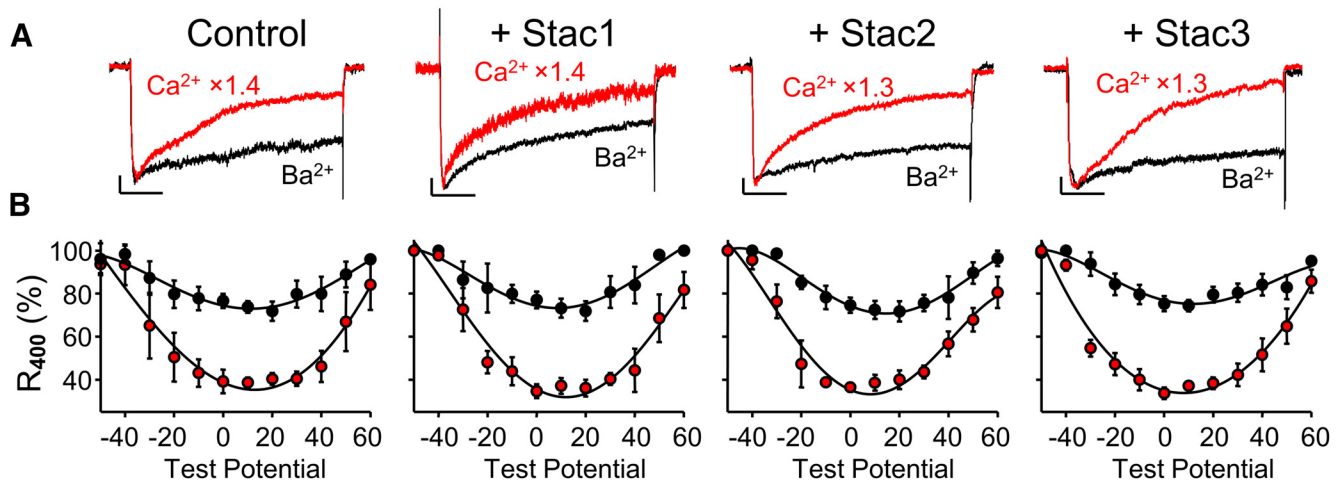 A
Control
+ Stac1
+ Stac2
+ Stac3
Ca²⁺ ×1.4
Ba²⁺
Ca²⁺ ×1.4
Ba²⁺
Ca²⁺ ×1.3
Ba²⁺
Ca²⁺ ×1.3
Ba²⁺
B
R₄₀₀ (%)
100
80
60
40
-40 -20 0 20 40 60
-40 -20 0 20 40 60
-40 -20 0 20 40 60
-40 -20 0 20 40 60
Test Potential
Test Potential
Test Potential
Test Potential